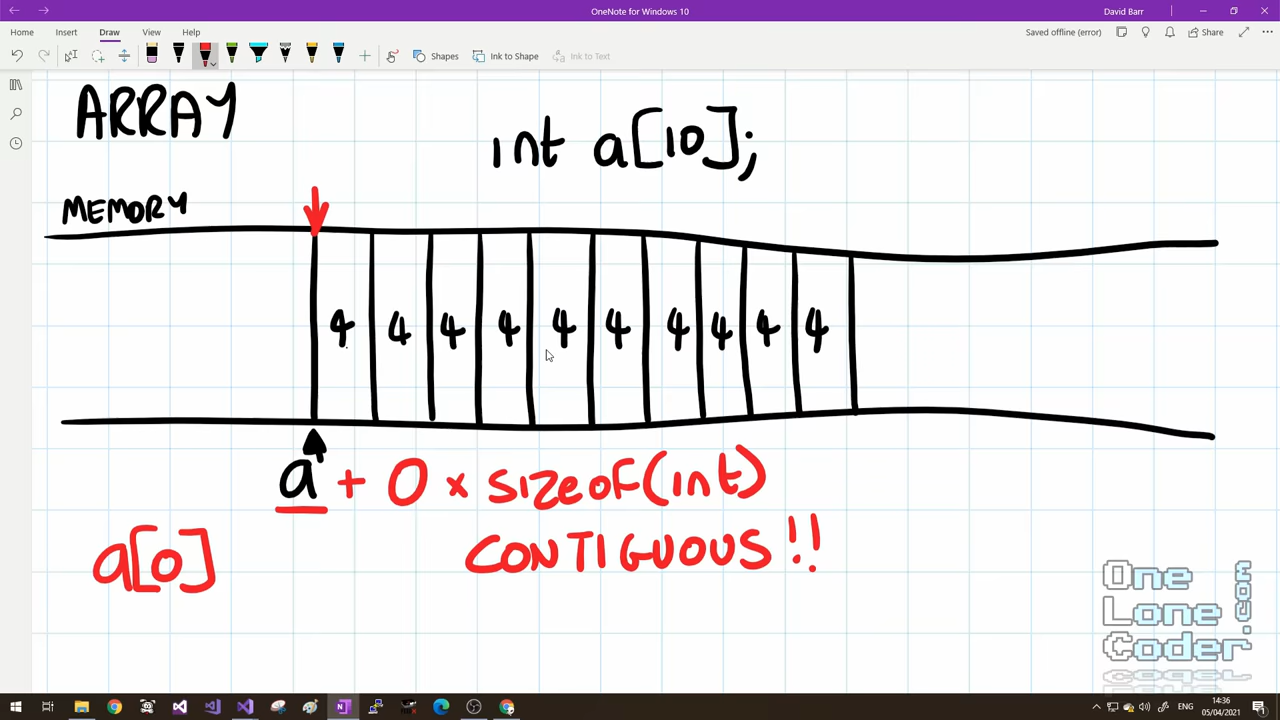 OneNote for Windows 10
David Barr
Home Insert Draw View Help
Saved offline (error) Share
Shapes Ink to Shape Ink to Text
ARRAY
int a[10];
MEMORY
4 4 4 4 4 4 4 4 4 4
a + 0 × sizeof(int)
a[0]
CONTIGUOUS!!
One
Lone
Coder
.com
14:36
05/04/2021